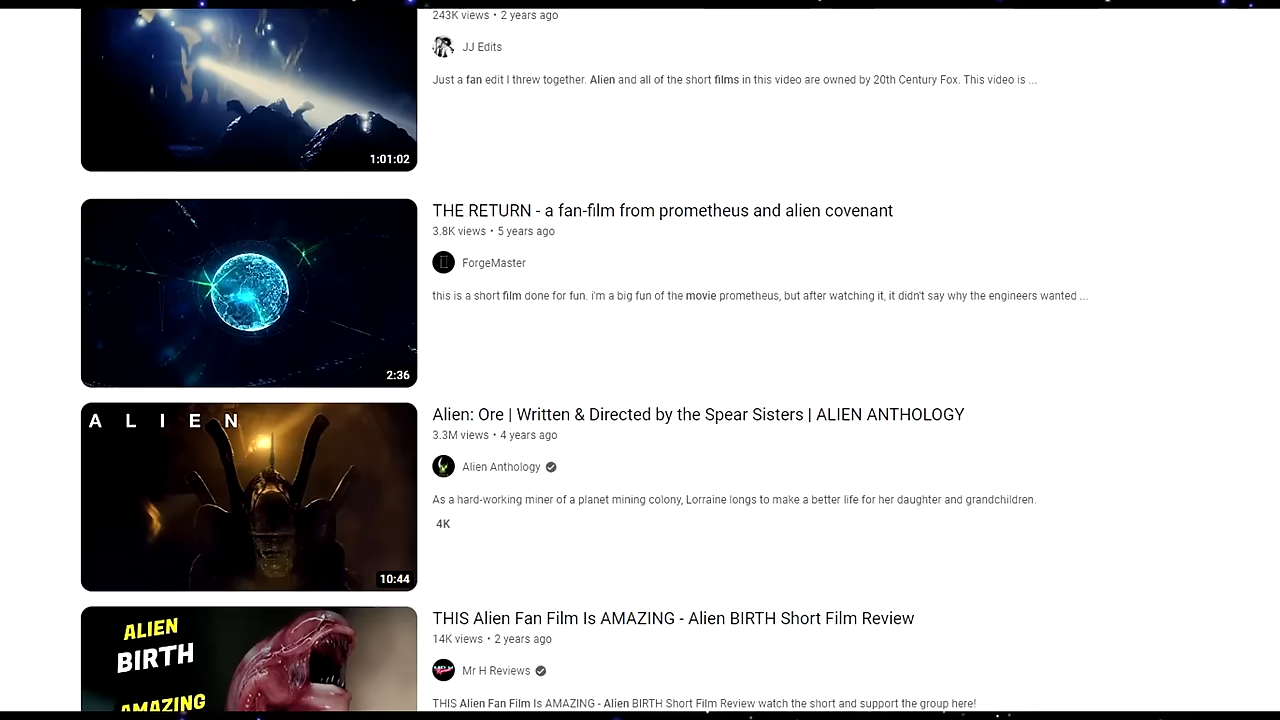 243K views • 2 years ago
JJ Edits
Just a fan edit I threw together. Alien and all of the short films in this video are owned by 20th Century Fox. This video is ...
1:01:02
THE RETURN - a fan-film from prometheus and alien covenant
3.8K views • 5 years ago
ForgeMaster
this is a short film done for fun. i'm a big fun of the movie prometheus, but after watching it, it didn't say why the engineers wanted ...
2:36
ALIEN
Alien: Ore | Written & Directed by the Spear Sisters | ALIEN ANTHOLOGY
3.3M views • 4 years ago
Alien Anthology
As a hard-working miner of a planet mining colony, Lorraine longs to make a better life for her daughter and grandchildren.
4K
10:44
ALIEN
BIRTH
AMAZING
THIS Alien Fan Film Is AMAZING - Alien BIRTH Short Film Review
14K views • 2 years ago
Mr H Reviews
THIS Alien Fan Film Is AMAZING - Alien BIRTH Short Film Review watch the short and support the group here!